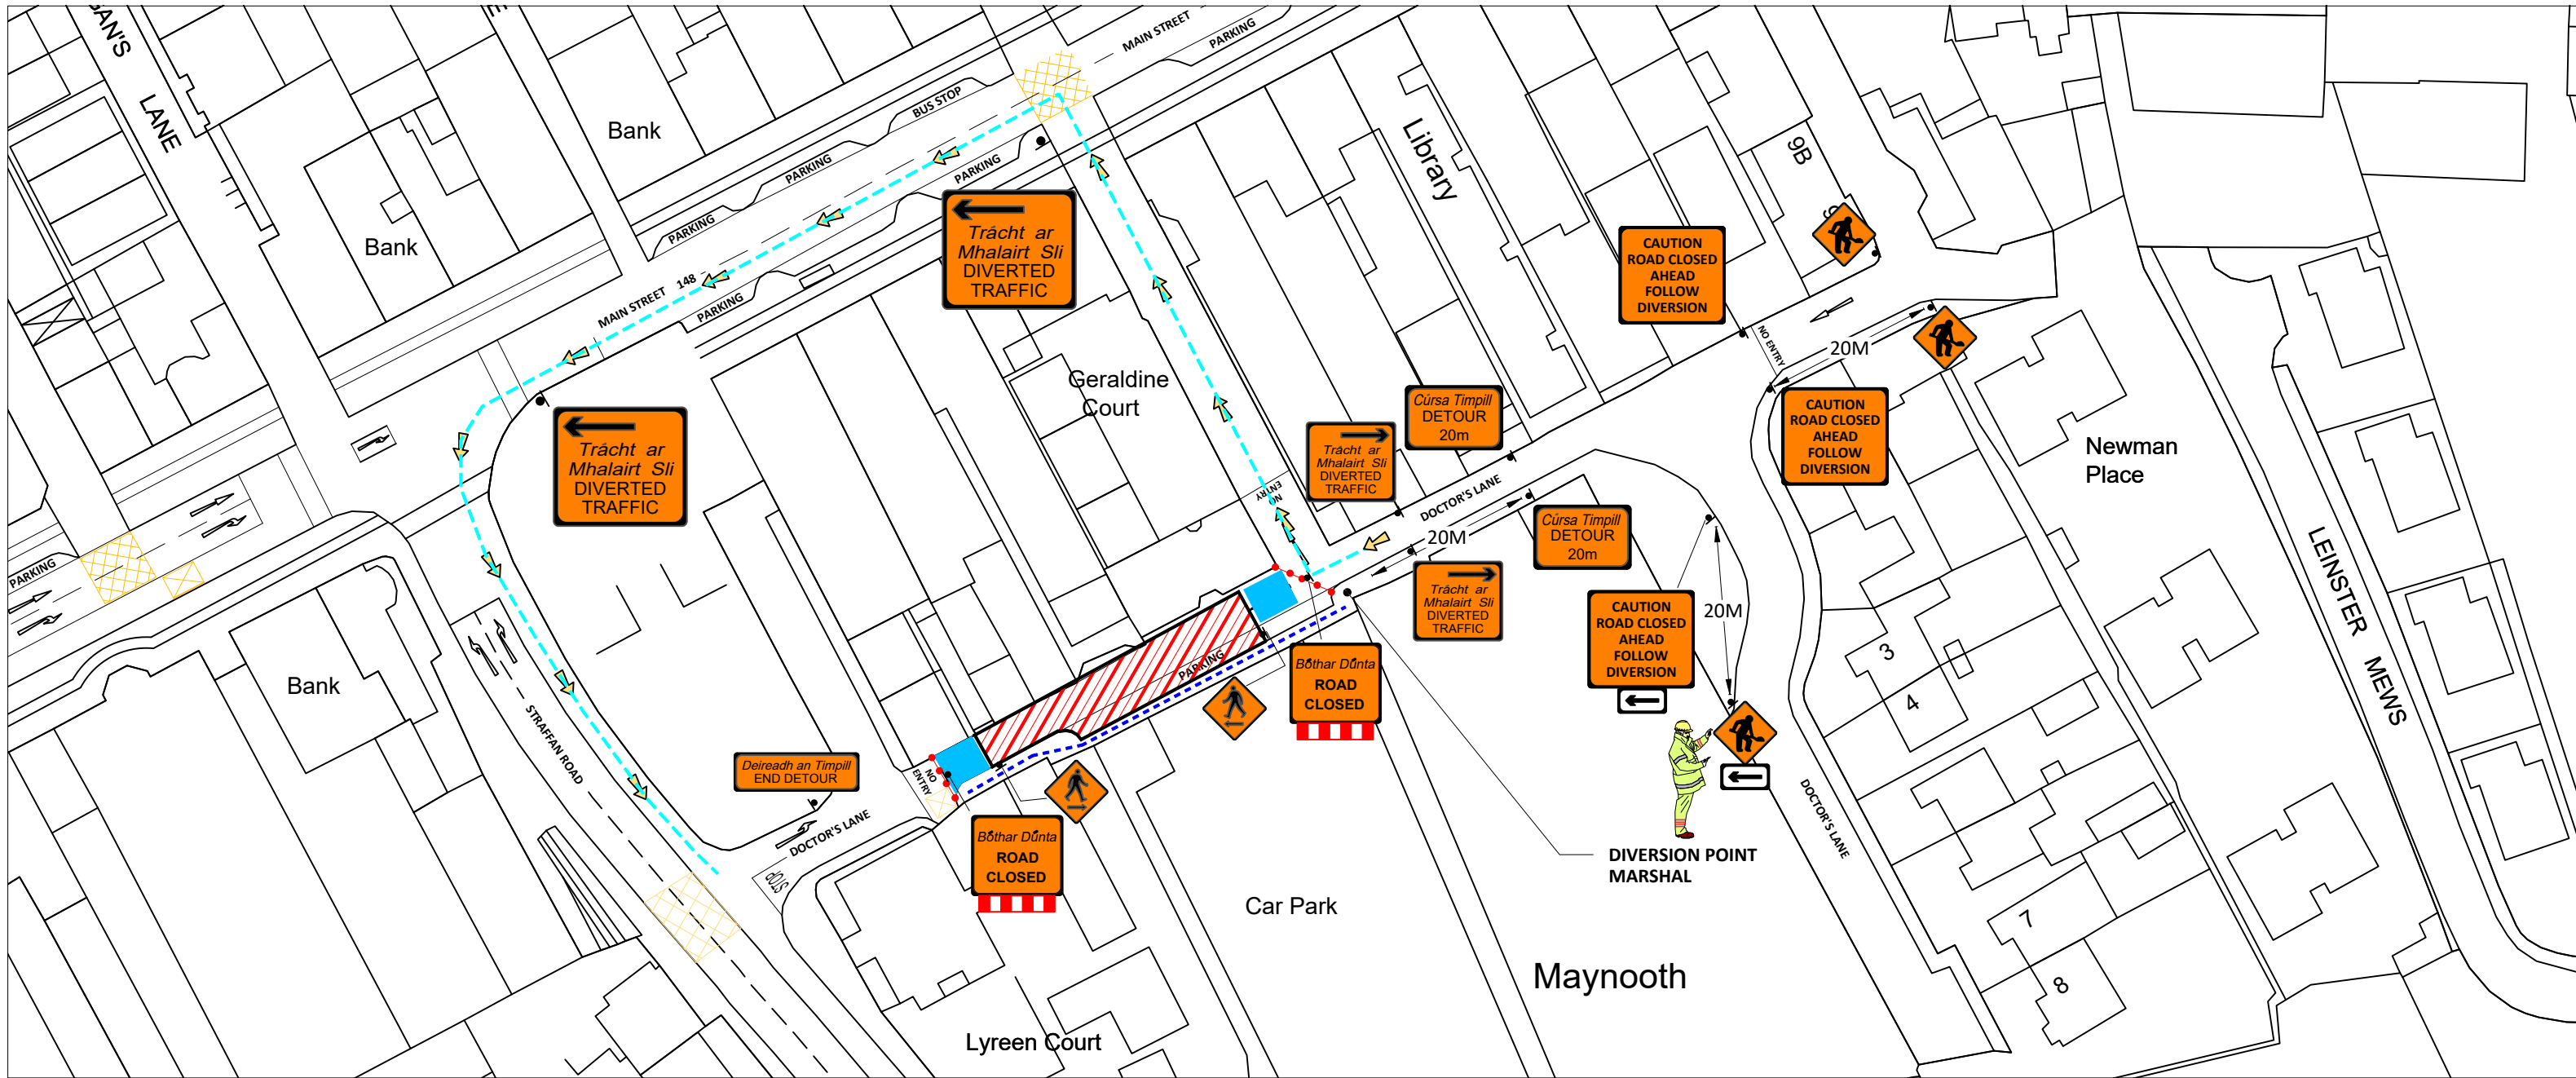 GAN'S
LANE
Bank
Bank
MAIN STREET
PARKING
BUS STOP
PARKING
PARKING
PARKING
MAIN STREET 148
PARKING
Trácht ar
Mhalairt Sli
DIVERTED
TRAFFIC
Library
9B
CAUTION
ROAD CLOSED
AHEAD
FOLLOW
DIVERSION
NO ENTRY
20M
CAUTION
ROAD CLOSED
AHEAD
FOLLOW
DIVERSION
Newman
Place
LEINSTER MEWS
Geraldine
Court
Cúrsa Timpill
DETOUR
20m
Trácht ar
Mhalairt Sli
DIVERTED
TRAFFIC
NO
ENTRY
DOCTOR'S LANE
20M
Cúrsa Timpill
DETOUR
20m
Trácht ar
Mhalairt Sli
DIVERTED
TRAFFIC
Trácht ar
Mhalairt Sli
DIVERTED
TRAFFIC
PARKING
Bank
STRAFFAN ROAD
PARKING
CAUTION
ROAD CLOSED
AHEAD
FOLLOW
DIVERSION
20M
3
4
7
8
Bóthar Dúnta
ROAD
CLOSED
Deireadh an Timpill
END DETOUR
NO
ENTRY
DOCTOR'S LANE
STOP
Bóthar Dúnta
ROAD
CLOSED
DOCTOR'S LANE
DIVERSION POINT
MARSHAL
Car Park
Maynooth
Lyreen Court